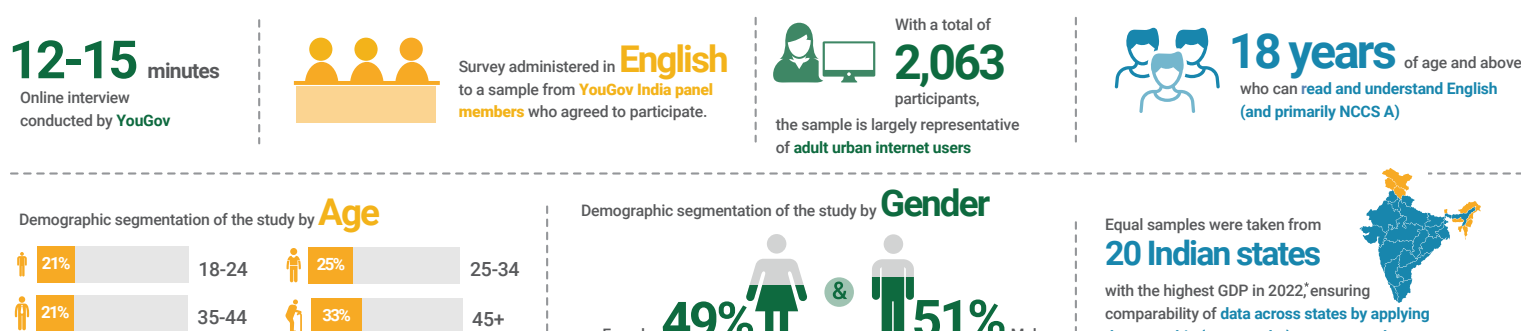 12-15 minutes
Online interview
conducted by YouGov
Survey administered in English
to a sample from YouGov India panel
members who agreed to participate.
With a total of
2,063
participants,
the sample is largely representative
of adult urban internet users
18 years of age and above
who can read and understand English
(and primarily NCCS A)
Demographic segmentation of the study by Age
21% 18-24
25% 25-34
21% 35-44
33% 45+
Demographic segmentation of the study by Gender
49% & 51%
Equal samples were taken from
20 Indian states
with the highest GDP in 2022,* ensuring
comparability of data across states by applying